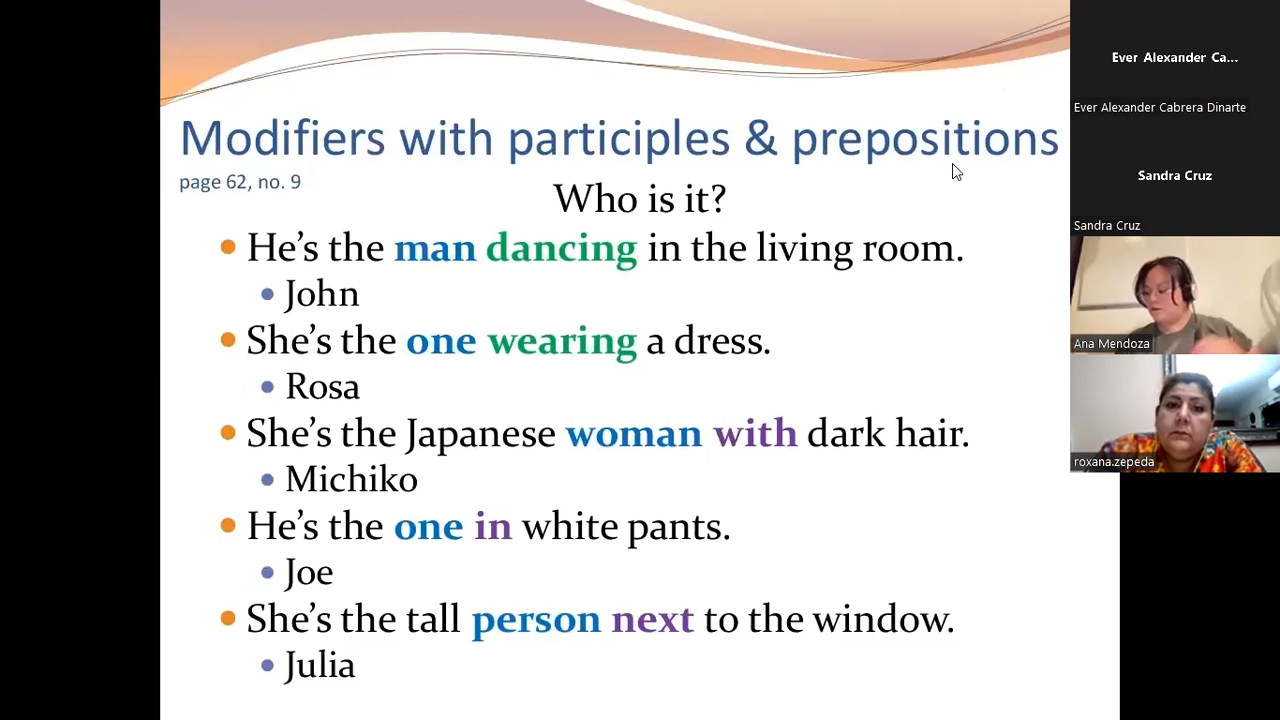 Modifiers with participles & prepositions
page 62, no. 9
Who is it?
He's the man dancing in the living room.
John
She's the one wearing a dress.
Rosa
She's the Japanese woman with dark hair.
Michiko
He's the one in white pants.
Joe
She's the tall person next to the window.
Julia
Ever Alexander Ca...
Ever Alexander Cabrera Dinarte
Sandra Cruz
Sandra Cruz
Ana Mendoza
roxana.zepeda